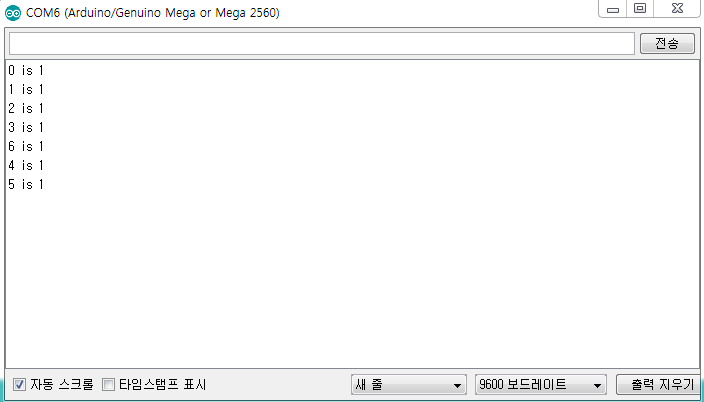 COM6 (Arduino/Genuino Mega or Mega 2560)
전송
0 is 1
1 is 1
2 is 1
3 is 1
6 is 1
4 is 1
5 is 1
자동 스크롤 타임스탬프 표시 새 줄 9600 보드레이트 출력 지우기